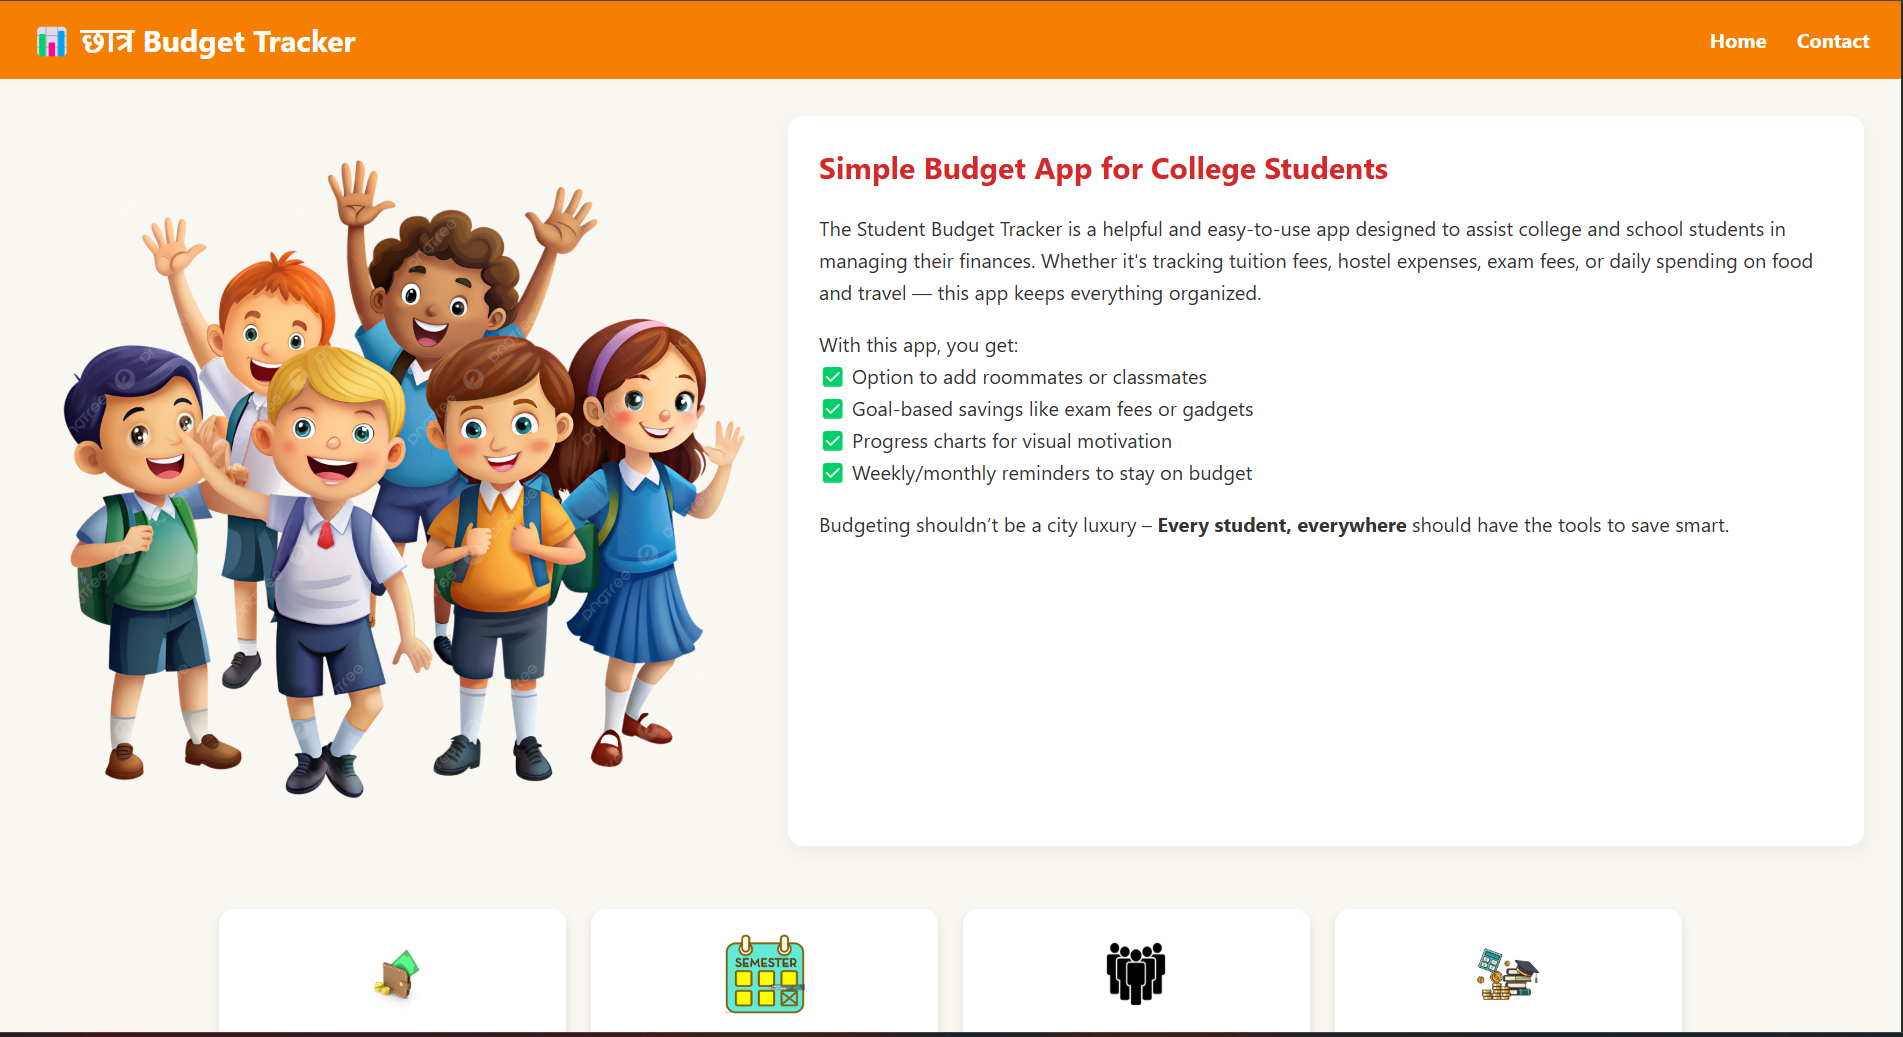 छात्र Budget Tracker
Home
Contact
Simple Budget App for College Students
The Student Budget Tracker is a helpful and easy-to-use app designed to assist college and school students in
managing their finances. Whether it's tracking tuition fees, hostel expenses, exam fees, or daily spending on food
and travel — this app keeps everything organized.
With this app, you get:
✅ Option to add roommates or classmates
✅ Goal-based savings like exam fees or gadgets
✅ Progress charts for visual motivation
✅ Weekly/monthly reminders to stay on budget
Budgeting shouldn’t be a city luxury – Every student, everywhere should have the tools to save smart.
SEMESTER